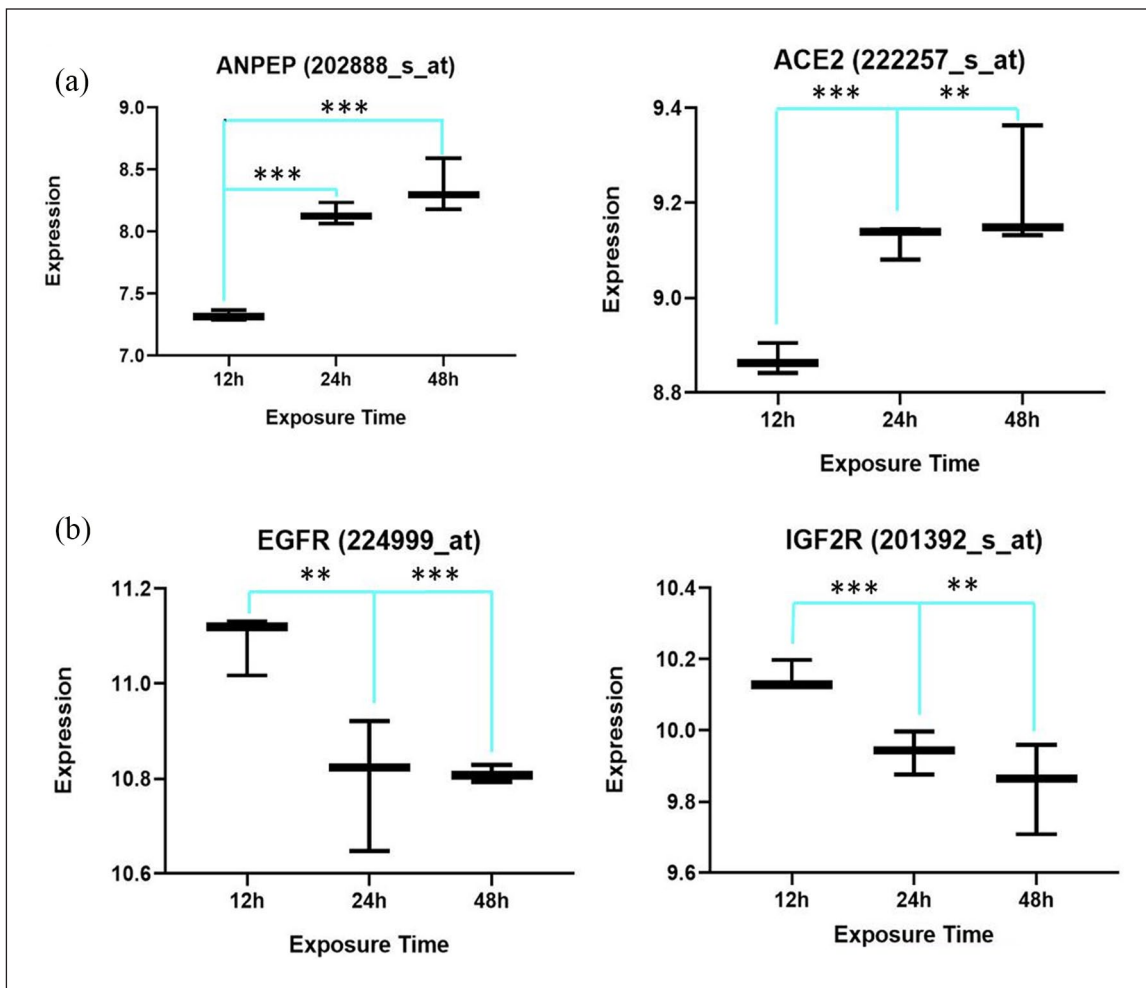 (a)
ANPEP (202888_s_at)
***
***
9.0
8.5
8.0
7.5
7.0
Expression
12h 24h 48h
Exposure Time
ACE2 (222257_s_at)
*** **
9.4
9.2
9.0
8.8
Expression
12h 24h 48h
Exposure Time
(b)
EGFR (224999_at)
** ***
11.2
11.0
10.8
10.6
Expression
12h 24h 48h
Exposure Time
IGF2R (201392_s_at)
*** **
10.4
10.2
10.0
9.8
9.6
Expression
12h 24h 48h
Exposure Time